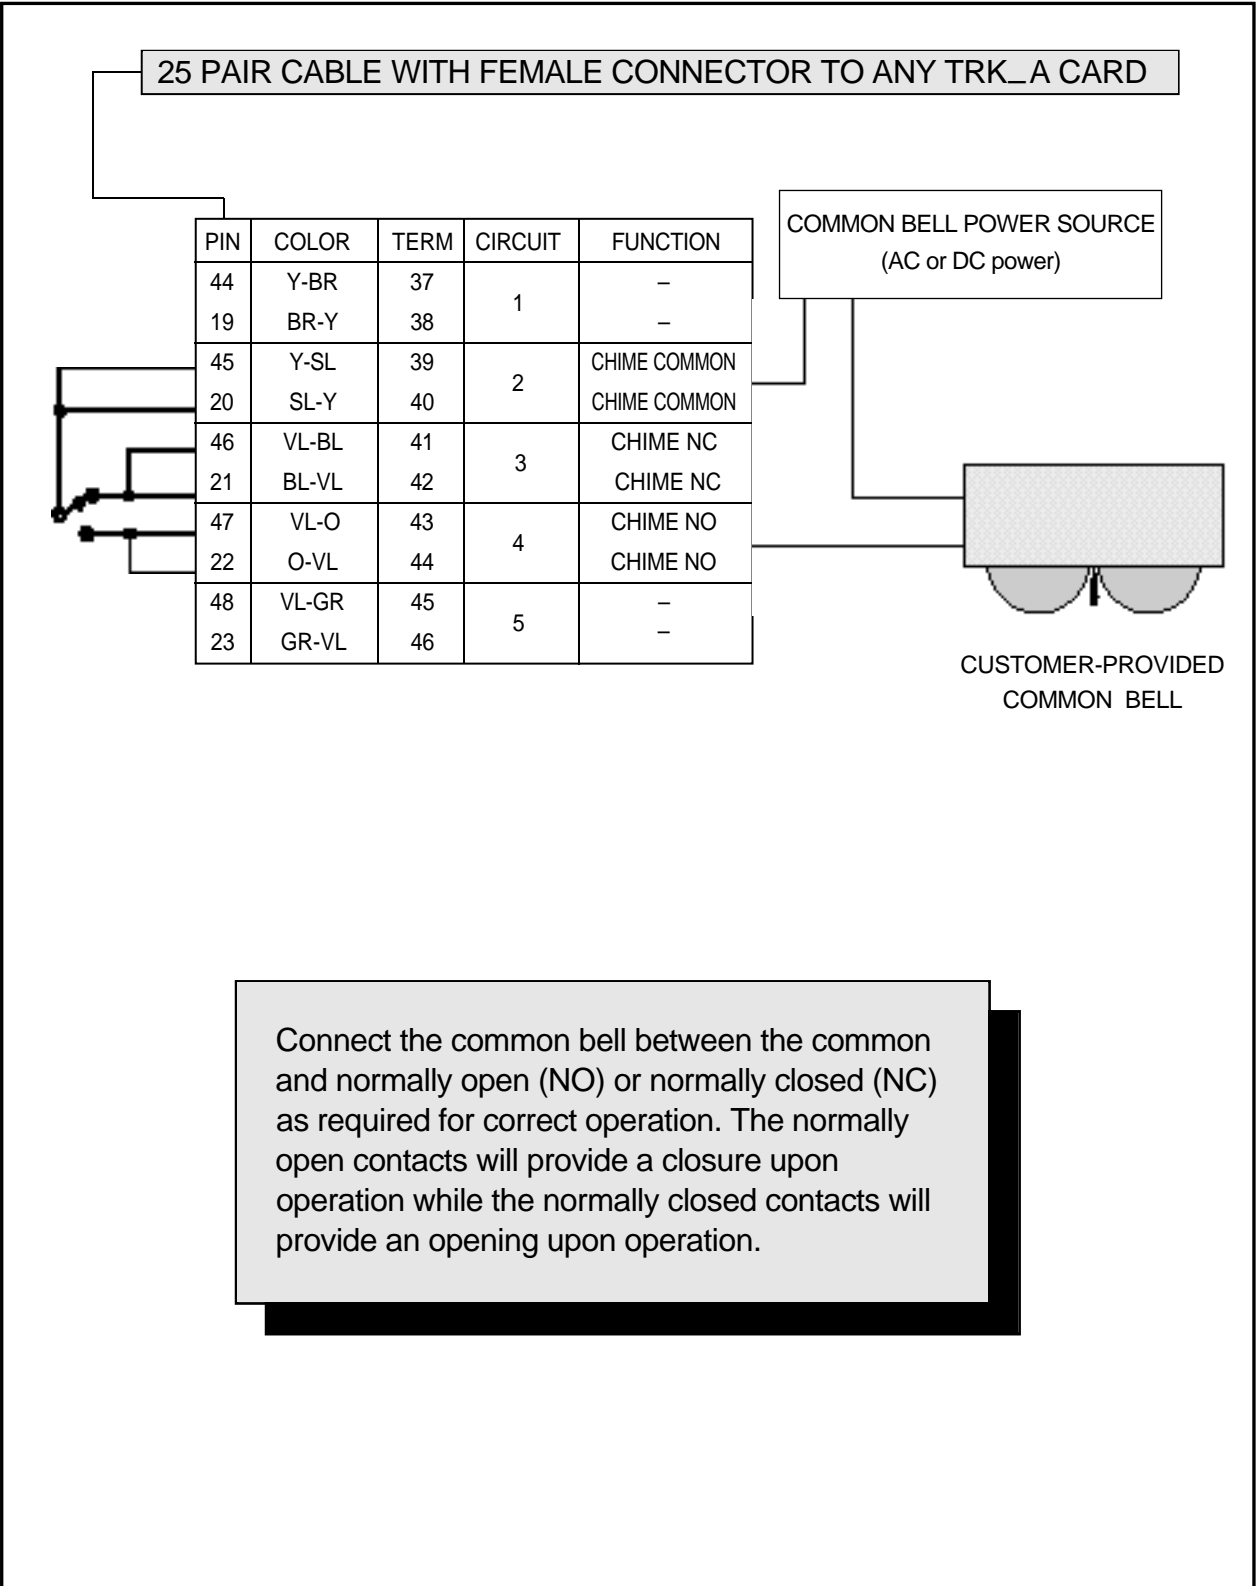 25 PAIR CABLE WITH FEMALE CONNECTOR TO ANY TRK_A CARD
COMMON BELL POWER SOURCE
(AC or DC power)
PIN COLOR TERM CIRCUIT FUNCTION
44 Y-BR 37 1 –
19 BR-Y 38 –
45 Y-SL 39 2 CHIME COMMON
20 SL-Y 40 CHIME COMMON
46 VL-BL 41 3 CHIME NC
21 BL-VL 42 CHIME NC
47 VL-O 43 4 CHIME NO
22 O-VL 44 CHIME NO
48 VL-GR 45 5 –
23 GR-VL 46 –
CUSTOMER-PROVIDED
COMMON BELL
Connect the common bell between the common
and normally open (NO) or normally closed (NC)
as required for correct operation. The normally
open contacts will provide a closure upon
operation while the normally closed contacts will
provide an opening upon operation.